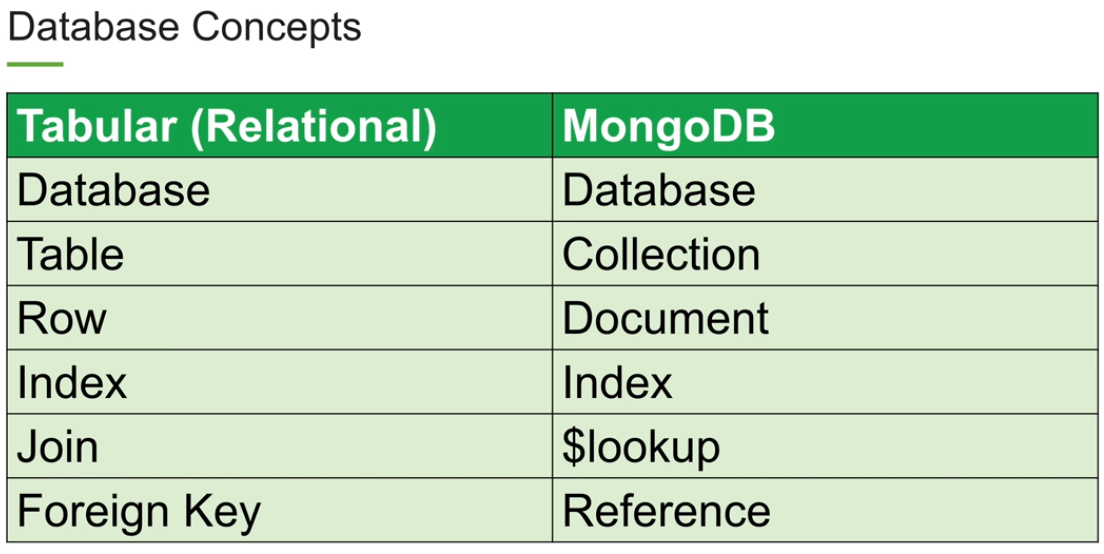 Database Concepts
Tabular (Relational) MongoDB
Database Database
Table Collection
Row Document
Index Index
Join $lookup
Foreign Key Reference